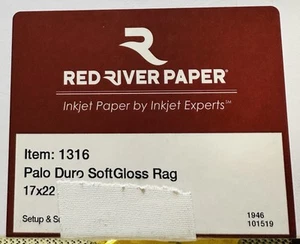 RED RIVER PAPER®
Inkjet Paper by Inkjet Experts℠
Item: 1316
Palo Duro SoftGloss Rag
17x22
Setup &
1946
101519